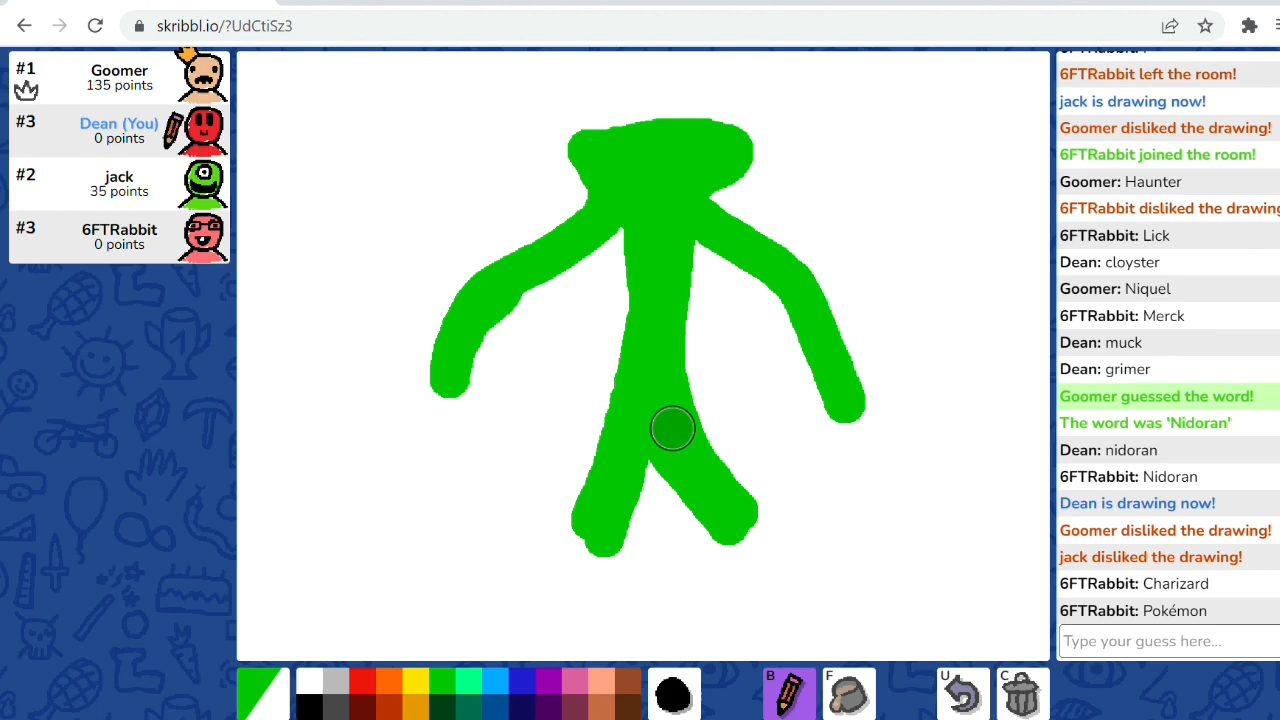 skribbl.io/?UdCtiSz3
#1
Goomer
135 points
#3
Dean (You)
0 points
#2
jack
35 points
#3
6FTRabbit
0 points
6FTRabbit left the room!
jack is drawing now!
Goomer disliked the drawing!
6FTRabbit joined the room!
Goomer: Haunter
6FTRabbit disliked the drawing
6FTRabbit: Lick
Dean: cloyster
Goomer: Niquel
6FTRabbit: Merck
Dean: muck
Dean: grimer
Goomer guessed the word!
The word was 'Nidoran'
Dean: nidoran
6FTRabbit: Nidoran
Dean is drawing now!
Goomer disliked the drawing!
jack disliked the drawing!
6FTRabbit: Charizard
6FTRabbit: Pokémon
Type your guess here...
B
F
U
C